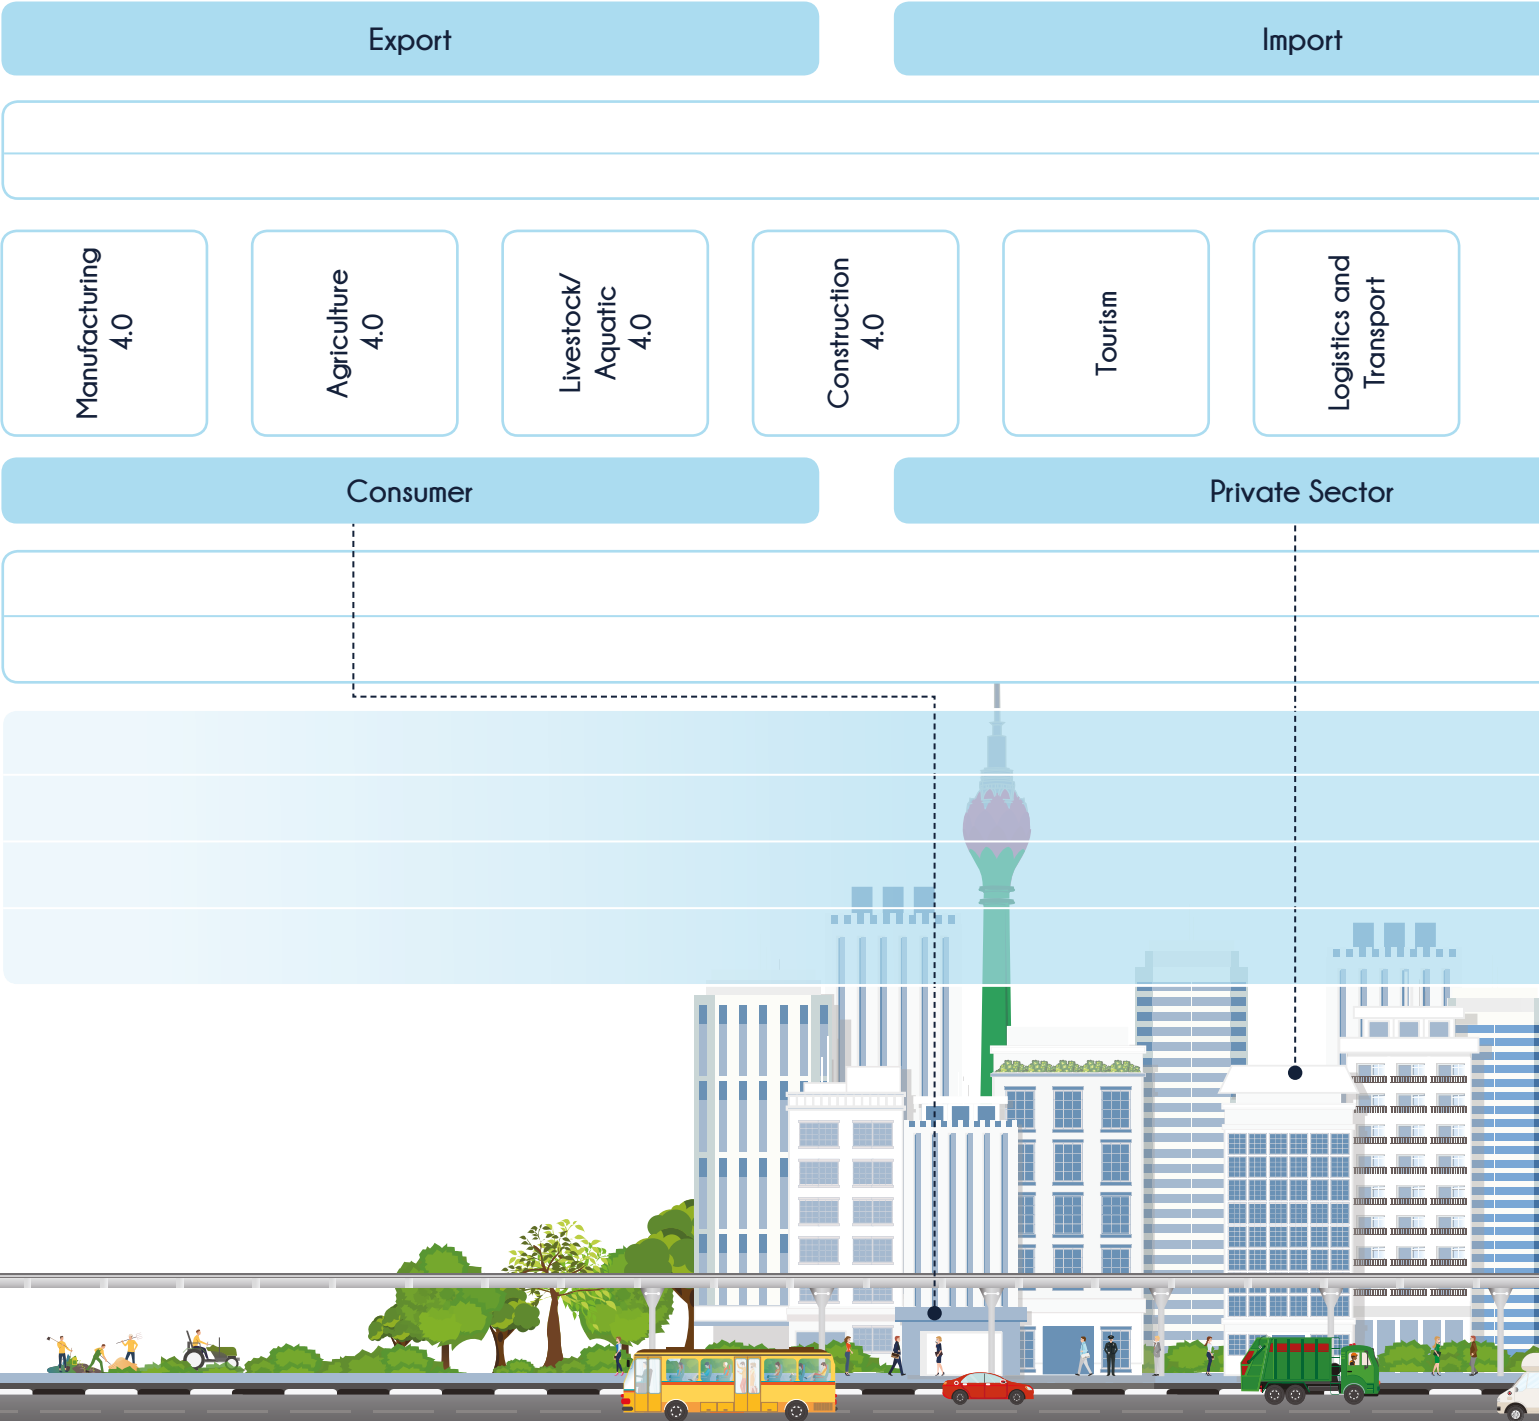 Export
Import
Manufacturing
4.0
Agriculture
4.0
Livestock/
Aquatic
4.0
Construction
4.0
Tourism
Logistics and
Transport
Consumer
Private Sector